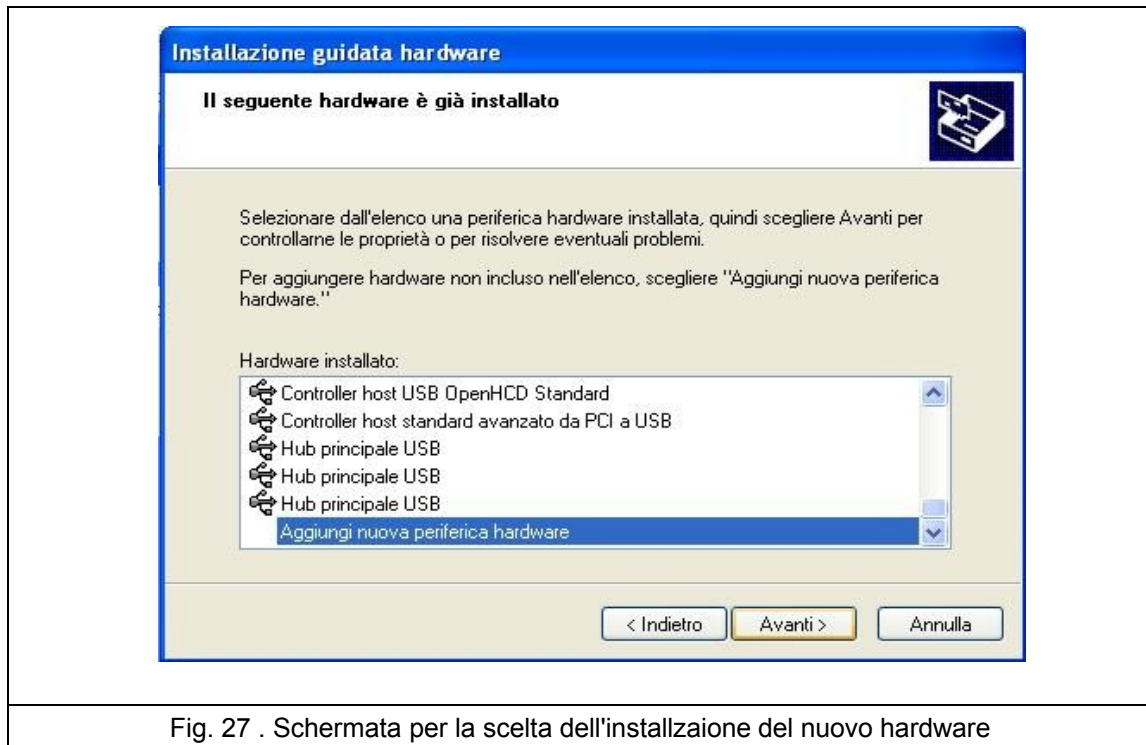 Installazione guidata hardware
Il seguente hardware è già installato
Selezionare dall'elenco una periferica hardware installata, quindi scegliere Avanti per
controllarne le proprietà o per risolvere eventuali problemi.
Per aggiungere hardware non incluso nell'elenco, scegliere "Aggiungi nuova periferica
hardware."
Hardware installato:
Controller host USB OpenHCD Standard
Controller host standard avanzato da PCI a USB
Hub principale USB
Hub principale USB
Hub principale USB
Aggiungi nuova periferica hardware
< Indietro Avanti > Annulla
Fig. 27 . Schermata per la scelta dell'installzaione del nuovo hardware